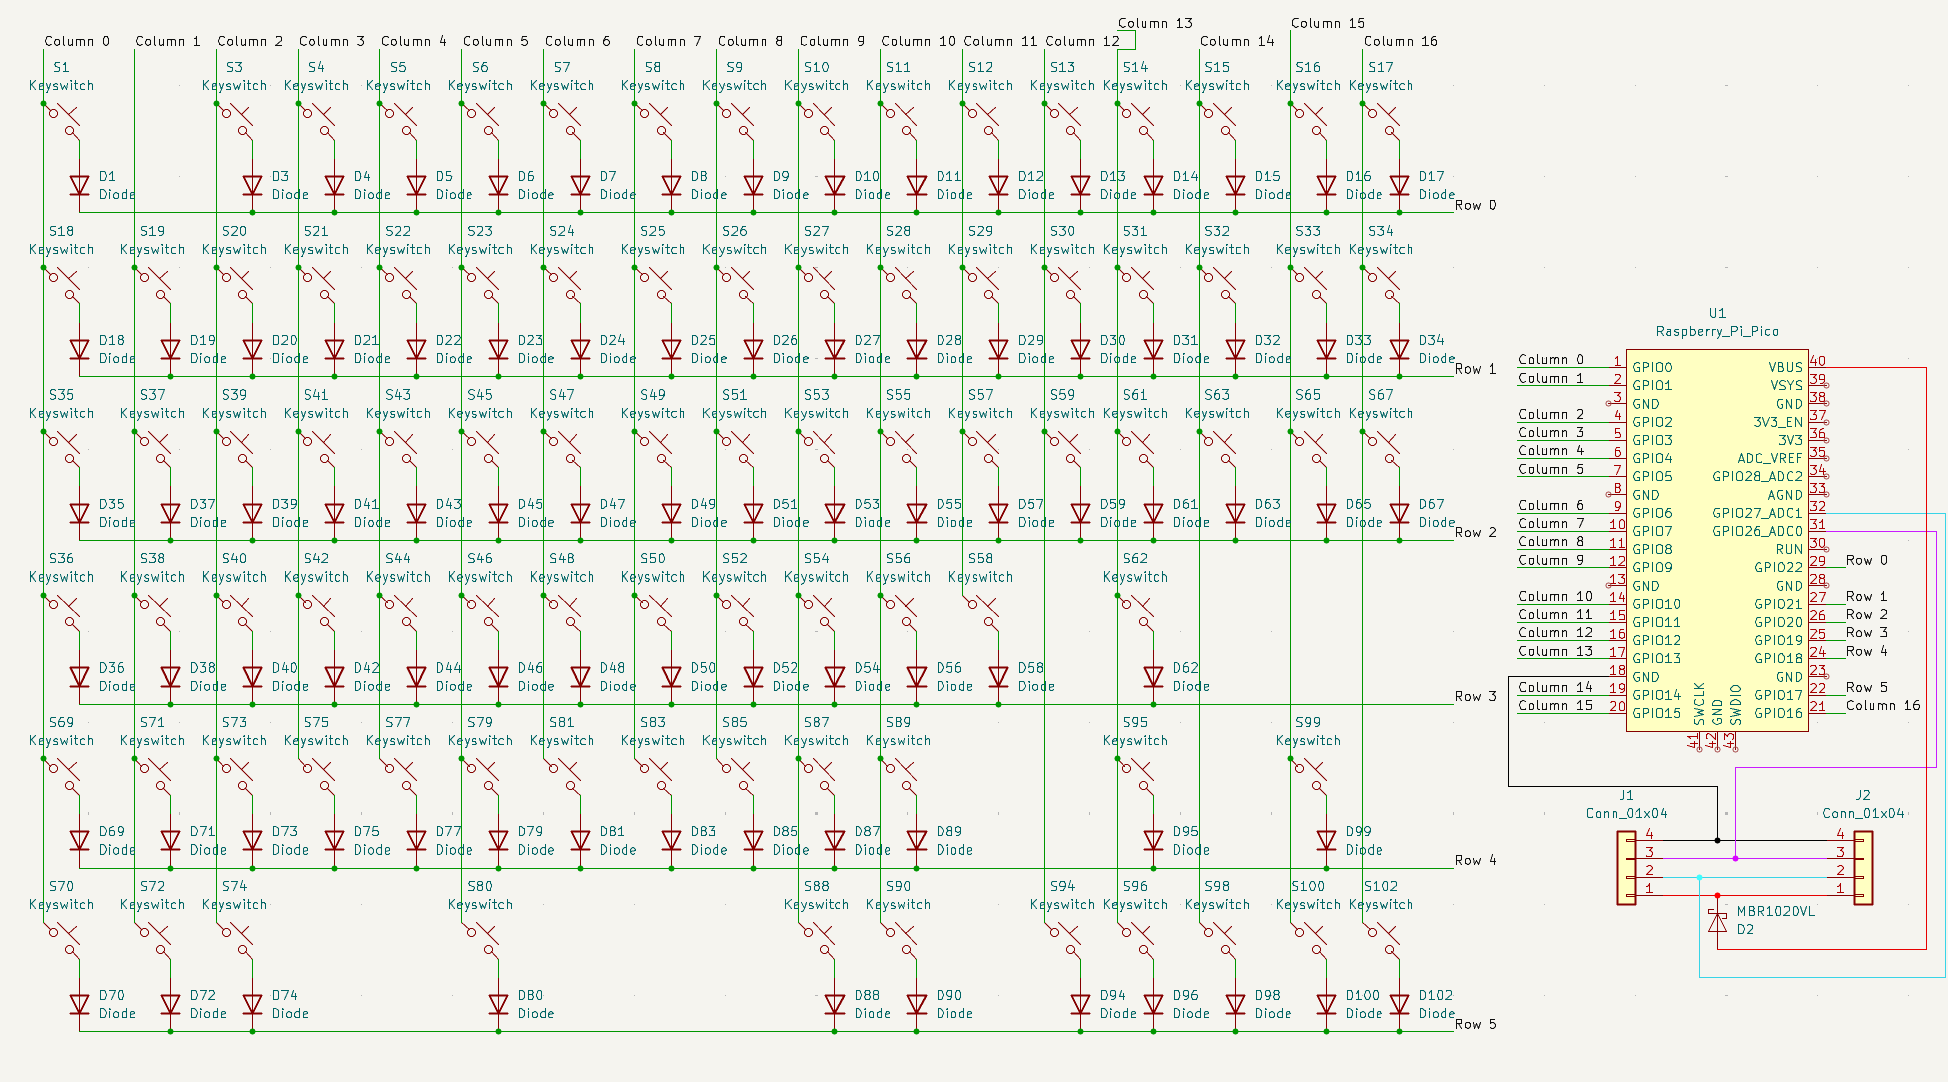 Column 13 Column 15
Column 0 Column 1 Column 2 Column 3 Column 4 Column 5 Column 6 Column 7 Column 8 Column 9 Column 10 Column 11 Column 12 Column 14 Column 16
S1 S3 S4 S5 S6 S7 S8 S9 S10 S11 S12 S13 S14 S15 S16 S17
Keyswitch Keyswitch Keyswitch Keyswitch Keyswitch Keyswitch Keyswitch Keyswitch Keyswitch Keyswitch Keyswitch Keyswitch Keyswitch Keyswitch Keyswitch Keyswitch
D1 D3 D4 D5 D6 D7 D8 D9 D10 D11 D12 D13 D14 D15 D16 D17
Diode Diode Diode Diode Diode Diode Diode Diode Diode Diode Diode Diode Diode Diode Diode Diode
Row 0
S18 S19 S20 S21 S22 S23 S24 S25 S26 S27 S28 S29 S30 S31 S32 S33 S34
Keyswitch Keyswitch Keyswitch Keyswitch Keyswitch Keyswitch Keyswitch Keyswitch Keyswitch Keyswitch Keyswitch Keyswitch Keyswitch Keyswitch Keyswitch Keyswitch Keyswitch
D18 D19 D20 D21 D22 D23 D24 D25 D26 D27 D28 D29 D30 D31 D32 D33 D34
Diode Diode Diode Diode Diode Diode Diode Diode Diode Diode Diode Diode Diode Diode Diode Diode Diode
Row 1
S35 S37 S39 S41 S43 S45 S47 S49 S51 S53 S55 S57 S59 S61 S63 S65 S67
Keyswitch Keyswitch Keyswitch Keyswitch Keyswitch Keyswitch Keyswitch Keyswitch Keyswitch Keyswitch Keyswitch Keyswitch Keyswitch Keyswitch Keyswitch Keyswitch Keyswitch
D35 D37 D39 D41 D43 D45 D47 D49 D51 D53 D55 D57 D59 D61 D63 D65 D67
Diode Diode Diode Diode Diode Diode Diode Diode Diode Diode Diode Diode Diode Diode Diode Diode Diode
Row 2
S36 S38 S40 S42 S44 S46 S48 S50 S52 S54 S56 S58 S62
Keyswitch Keyswitch Keyswitch Keyswitch Keyswitch Keyswitch Keyswitch Keyswitch Keyswitch Keyswitch Keyswitch Keyswitch Keyswitch
D36 D38 D40 D42 D44 D46 D48 D50 D52 D54 D56 D58 D62
Diode Diode Diode Diode Diode Diode Diode Diode Diode Diode Diode Diode Diode
Row 3
S69 S71 S73 S75 S77 S79 S81 S83 S85 S87 S89 S95 S99
Keyswitch Keyswitch Keyswitch Keyswitch Keyswitch Keyswitch Keyswitch Keyswitch Keyswitch Keyswitch Keyswitch Keyswitch Keyswitch
D69 D71 D73 D75 D77 D79 D81 D83 D85 D87 D89 D95 D99
Diode Diode Diode Diode Diode Diode Diode Diode Diode Diode Diode Diode Diode
Row 4
S70 S72 S74 S80 S88 S90 S94 S96 S98 S100 S102
Keyswitch Keyswitch Keyswitch Keyswitch Keyswitch Keyswitch Keyswitch Keyswitch Keyswitch Keyswitch Keyswitch
D70 D72 D74 D80 D88 D90 D94 D96 D98 D100 D102
Diode Diode Diode Diode Diode Diode Diode Diode Diode Diode Diode
Row 5
U1
Raspberry_Pi_Pico
Column 0 1 GPIO0 VBUS 40
Column 1 2 GPIO1 VSYS 39
3 GND GND 38
Column 2 4 GPIO2 3V3_EN 37
Column 3 5 GPIO3 3V3 36
Column 4 6 GPIO4 ADC_VREF 35
Column 5 7 GPIO5 GPIO28_ADC2 34
8 GND AGND 33
Column 6 9 GPIO6 GPIO27_ADC1 32
Column 7 10 GPIO7 GPIO26_ADC0 31
Column 8 11 GPIO8 RUN 30
Column 9 12 GPIO9 GPIO22 29 Row 0
13 GND GND 28
Column 10 14 GPIO10 GPIO21 27 Row 1
Column 11 15 GPIO11 GPIO20 26 Row 2
Column 12 16 GPIO12 GPIO19 25 Row 3
Column 13 17 GPIO13 GPIO18 24 Row 4
18 GND GND 23
Column 14 19 GPIO14 GPIO17 22 Row 5
Column 15 20 GPIO15 GPIO16 21 Column 16
SWCLK GND SWDIO
41 42 43
J1 J2
Conn_01x04 Conn_01x04
4 4
3 3
2 2
1 1
MBR1020VL
D2